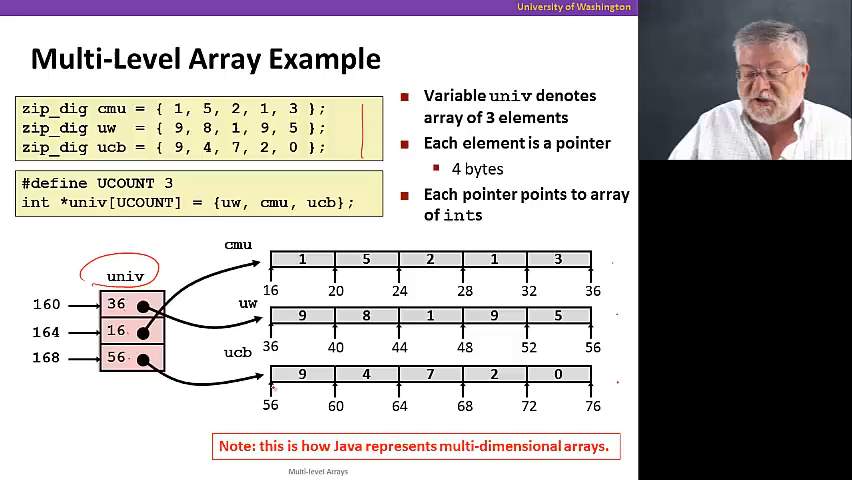 University of Washington
Multi-Level Array Example
zip_dig cmu = { 1, 5, 2, 1, 3 };
zip_dig uw  = { 9, 8, 1, 9, 5 };
zip_dig ucb = { 9, 4, 7, 2, 0 };
#define UCOUNT 3
int *univ[UCOUNT] = {uw, cmu, ucb};
Variable univ denotes
array of 3 elements
Each element is a pointer
4 bytes
Each pointer points to array
of ints
univ
160 36
164 16
168 56
cmu
1 5 2 1 3
16 20 24 28 32 36
uw
9 8 1 9 5
36 40 44 48 52 56
ucb
9 4 7 2 0
56 60 64 68 72 76
Note: this is how Java represents multi-dimensional arrays.
Multi-level Arrays